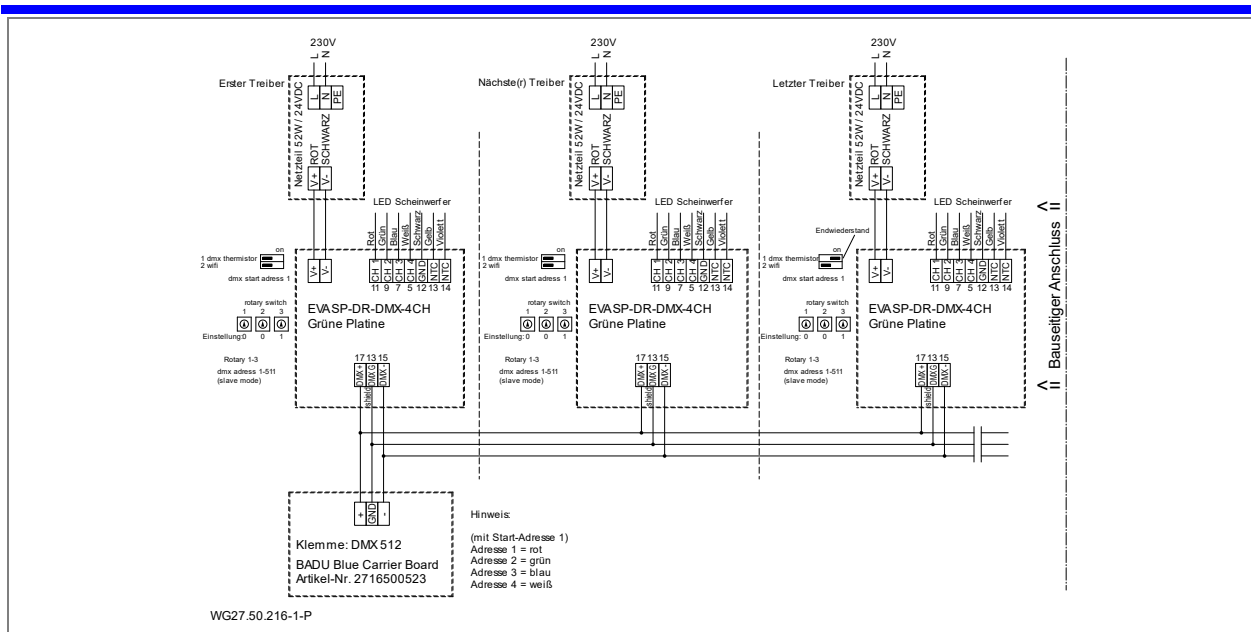 230V
L
N
Erster Treiber
Netzteil 52W / 24VDC
L
N
PE
ROT
SCHWARZ
V+
V-
LED Scheinwerfer
Rot
Grün
Blau
Weiß
Schwarz
Gelb
Violett
on
1 dmx thermistor
2 wifi
dmx start adress 1
V+
V-
CH 1
CH 2
CH 3
CH 4
GND
NTC
NTC
11 9 7 5 12 13 14
rotary switch
1 2 3
Einstellung:0 0 1
EVASP-DR-DMX-4CH
Grüne Platine
Rotary 1-3
dmx adress 1-511
(slave mode)
17 13 15
DMX+
DMX G
DMX-
shield
230V
L
N
Nächste(r) Treiber
Netzteil 52W / 24VDC
L
N
PE
ROT
SCHWARZ
V+
V-
LED Scheinwerfer
Rot
Grün
Blau
Weiß
Schwarz
Gelb
Violett
on
1 dmx thermistor
2 wifi
dmx start adress 1
V+
V-
CH 1
CH 2
CH 3
CH 4
GND
NTC
NTC
11 9 7 5 12 13 14
rotary switch
1 2 3
Einstellung:0 0 1
EVASP-DR-DMX-4CH
Grüne Platine
Rotary 1-3
dmx adress 1-511
(slave mode)
17 13 15
DMX+
DMX G
DMX-
shield
230V
L
N
Letzter Treiber
Netzteil 52W / 24VDC
L
N
PE
ROT
SCHWARZ
V+
V-
LED Scheinwerfer
Rot
Grün
Blau
Weiß
Schwarz
Gelb
Violett
Endwiederstand
on
1 dmx thermistor
2 wifi
dmx start adress 1
V+
V-
CH 1
CH 2
CH 3
CH 4
GND
NTC
NTC
11 9 7 5 12 13 14
rotary switch
1 2 3
Einstellung:0 0 1
EVASP-DR-DMX-4CH
Grüne Platine
Rotary 1-3
dmx adress 1-511
(slave mode)
17 13 15
DMX+
DMX G
DMX-
shield
<= Bauseitiger Anschluss <=
+
GND
-
Klemme: DMX 512
BADU Blue Carrier Board
Artikel-Nr. 2716500523
Hinweis:
(mit Start-Adresse 1)
Adresse 1 = rot
Adresse 2 = grün
Adresse 3 = blau
Adresse 4 = weiß
WG27.50.216-1-P